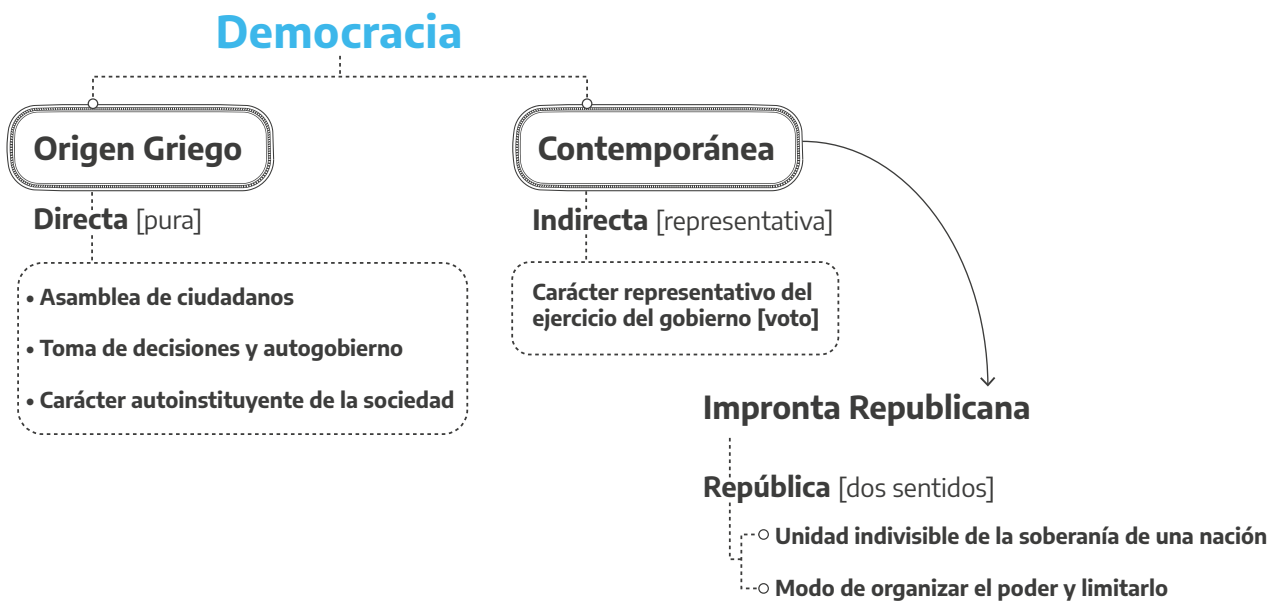 Democracia
Origen Griego
Directa [pura]
• Asamblea de ciudadanos
• Toma de decisiones y autogobierno
• Carácter autoinstituyente de la sociedad
Contemporánea
Indirecta [representativa]
Carácter representativo del
ejercicio del gobierno [voto]
Impronta Republicana
República [dos sentidos]
Unidad indivisible de la soberanía de una nación
Modo de organizar el poder y limitarlo